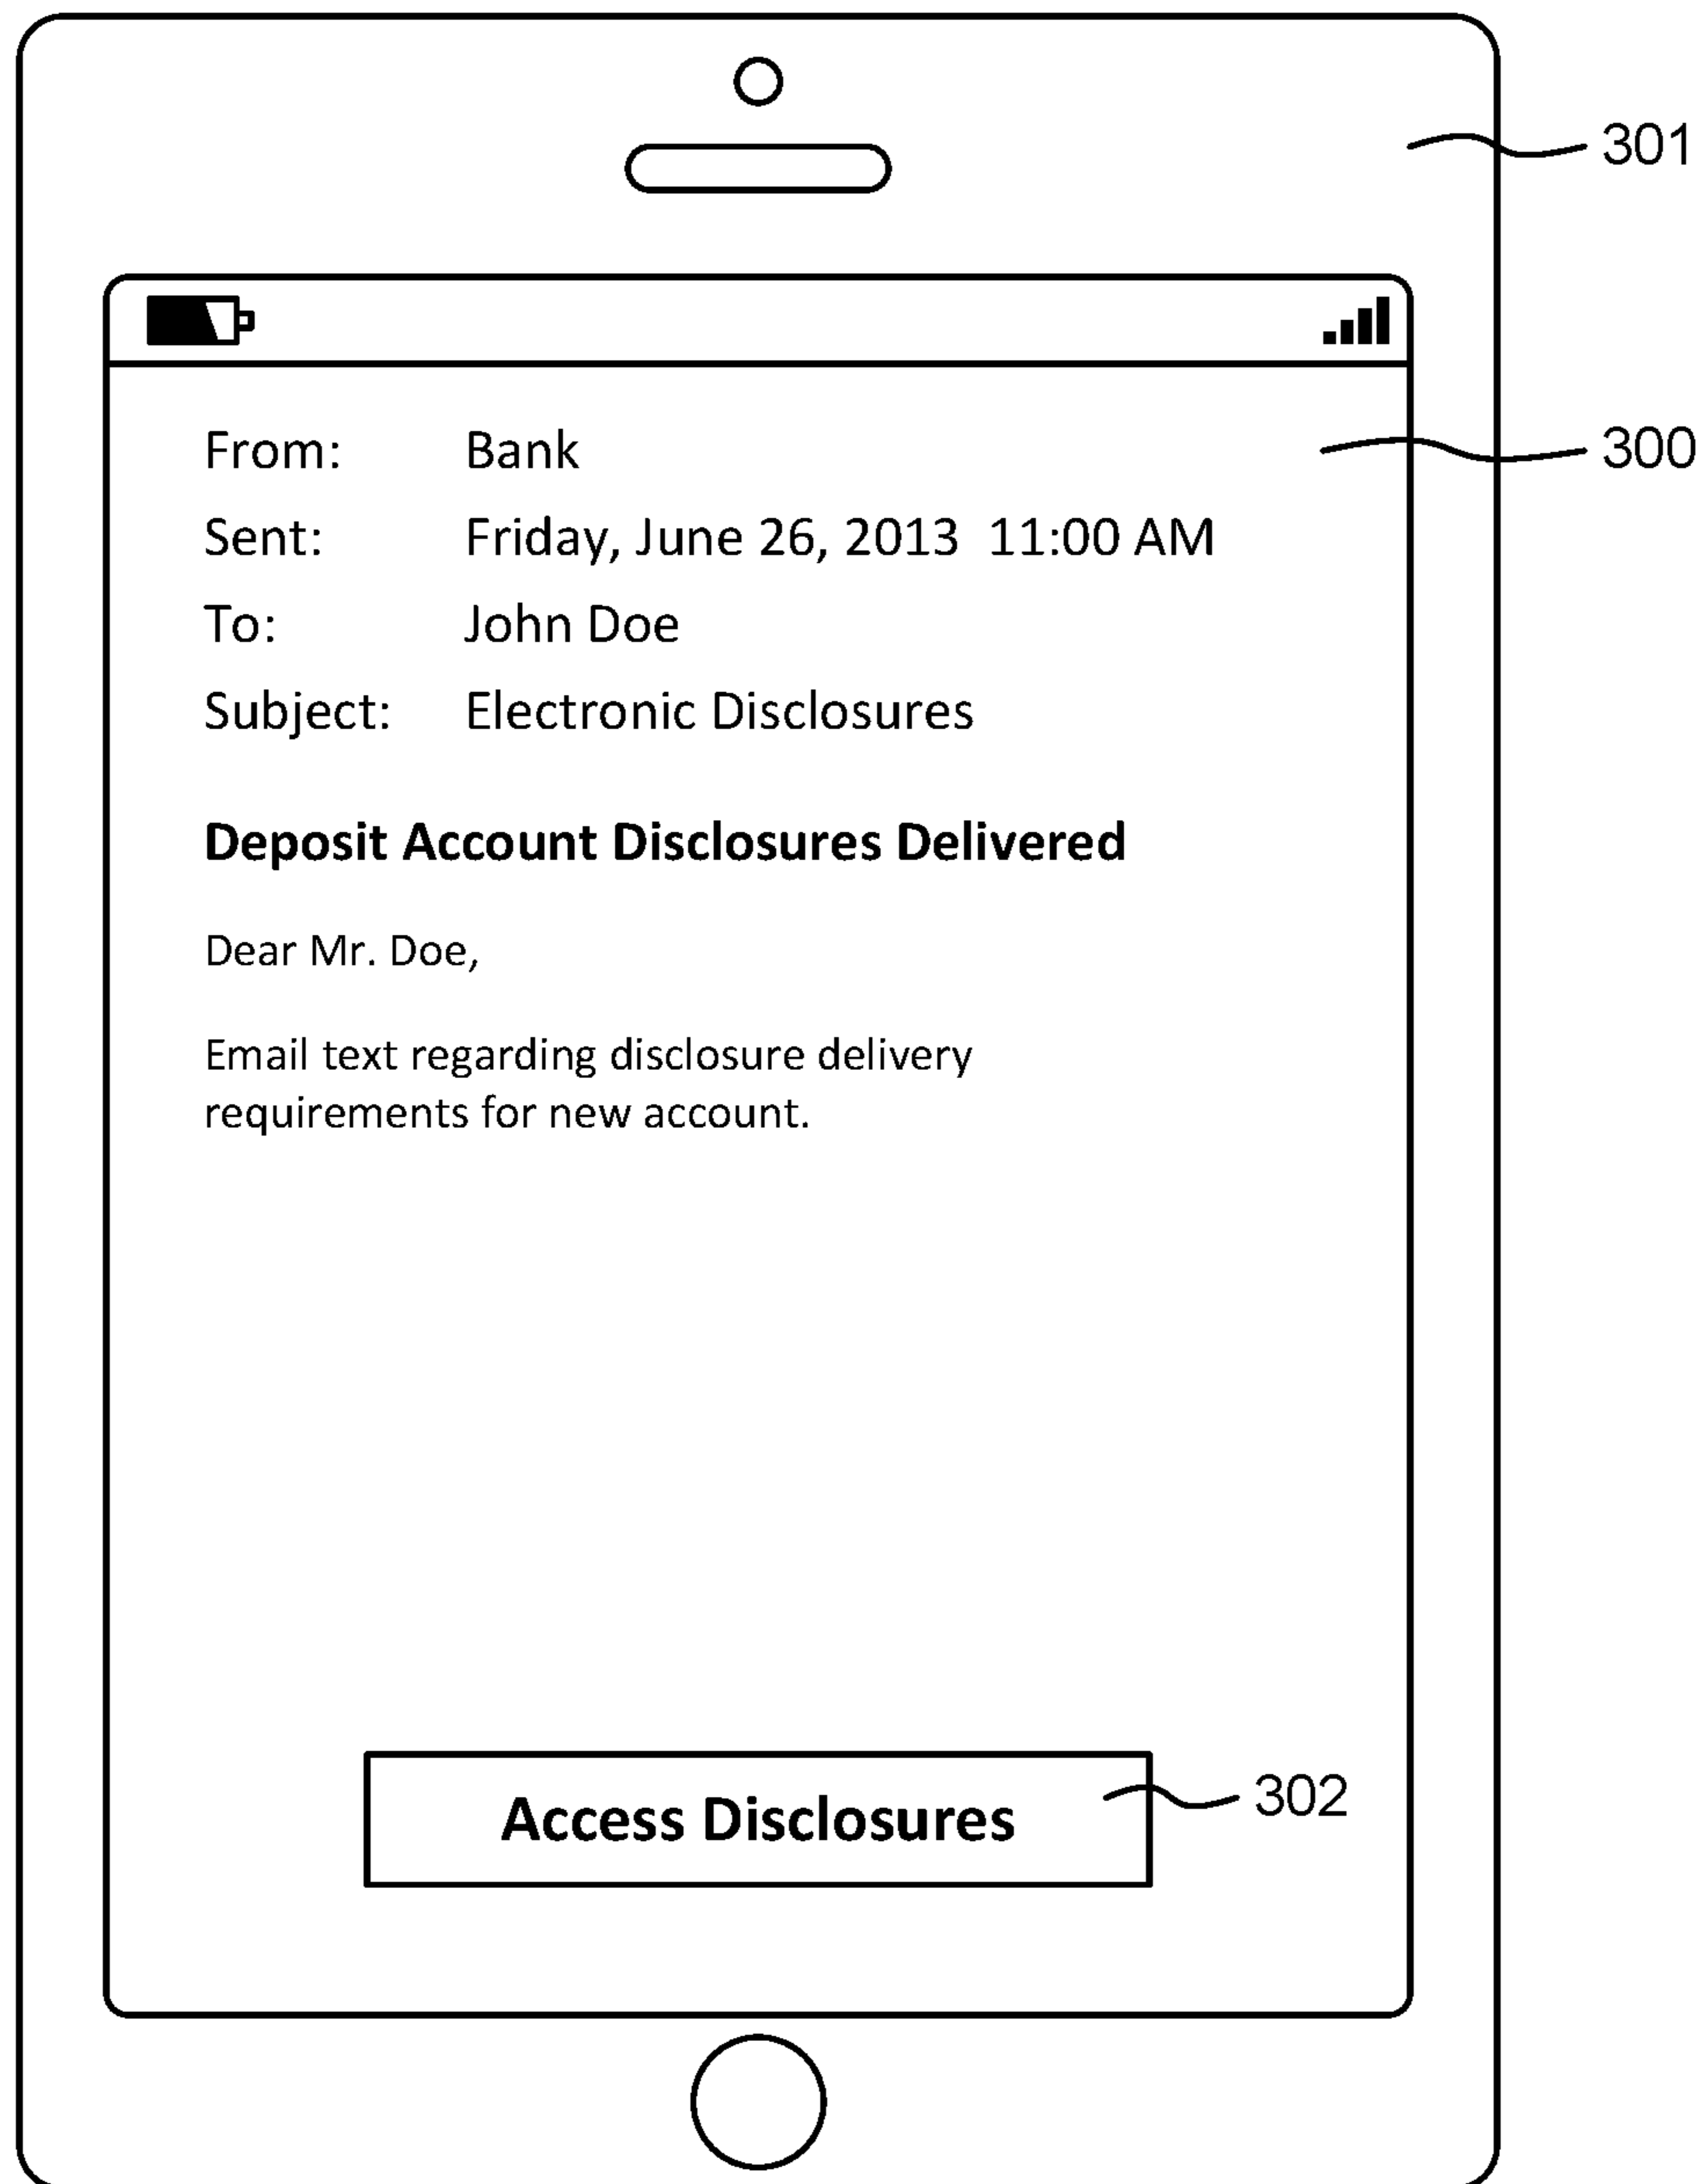 301
From: Bank 300
Sent: Friday, June 26, 2013 11:00 AM
To: John Doe
Subject: Electronic Disclosures
Deposit Account Disclosures Delivered
Dear Mr. Doe,
Email text regarding disclosure delivery
requirements for new account.
Access Disclosures 302